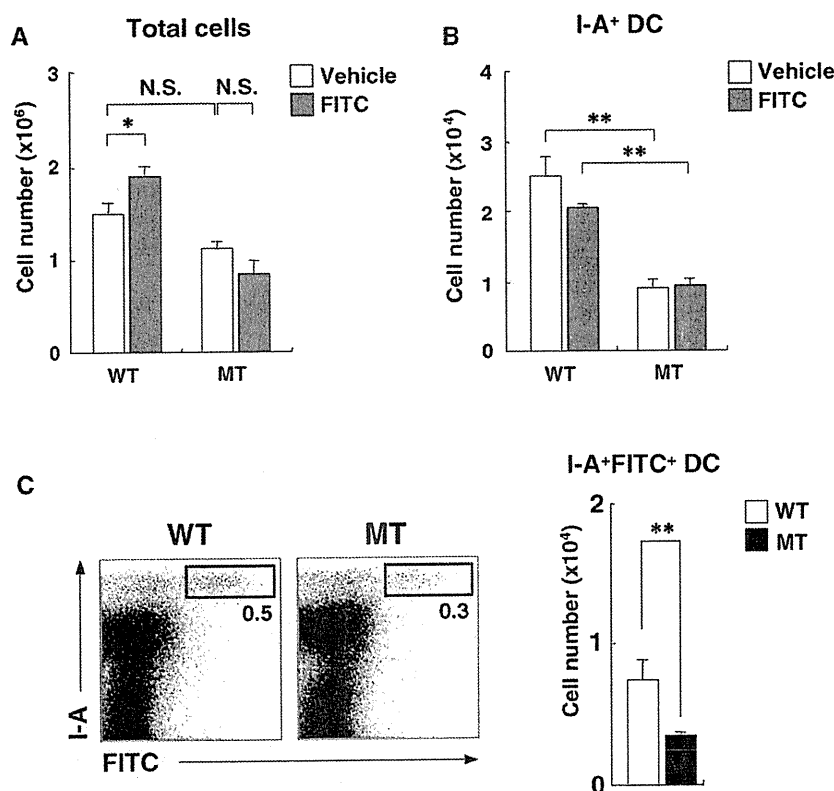 A
Total cells
Vehicle
FITC
Cell number (x10⁶)
3
2
1
0
N.S.
N.S.
*
WT
MT
B
I-A⁺ DC
Vehicle
FITC
Cell number (x10⁴)
4
3
2
1
0
**
**
WT
MT
C
WT
MT
0.5
0.3
I-A
FITC
I-A⁺FITC⁺ DC
WT
MT
Cell number (x10⁴)
2
1
0
**